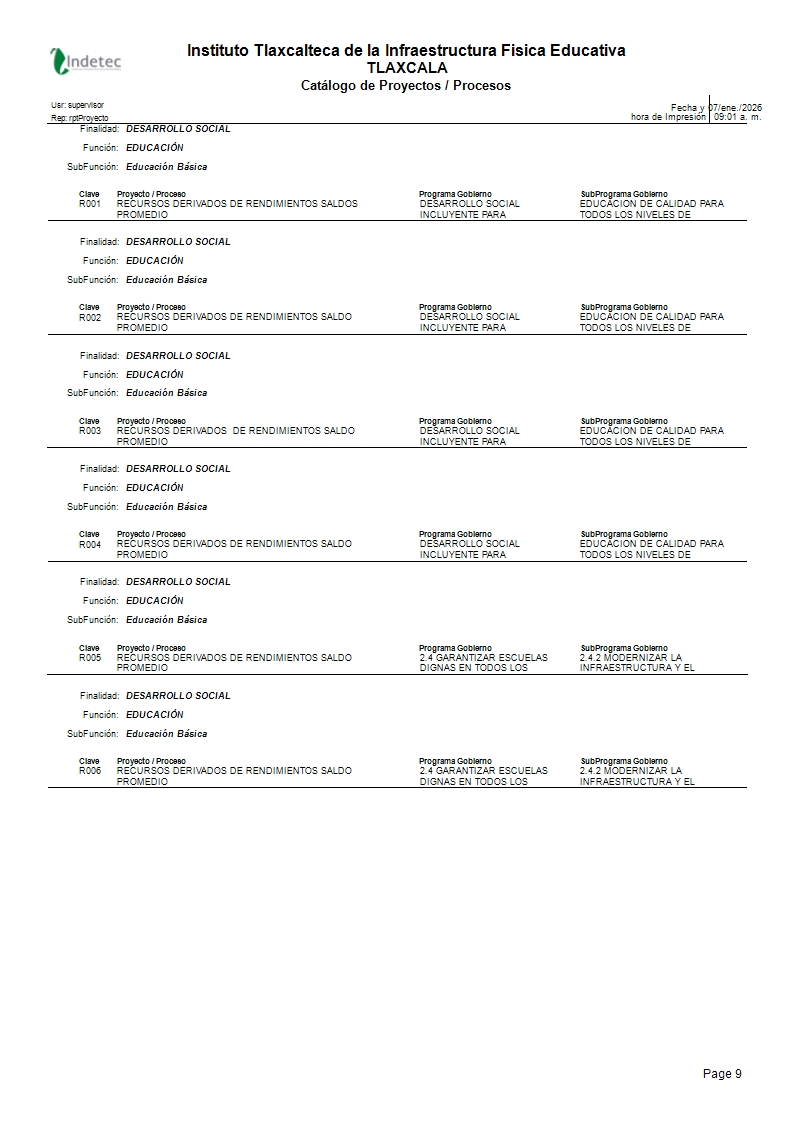 Indetec
Instituto Tlaxcalteca de la Infraestructura Fisica Educativa
TLAXCALA
Catálogo de Proyectos / Procesos
Usr: supervisor
Rep: rptProyecto
Fecha y 07/ene./2026
hora de Impresión 09:01 a. m.
Finalidad: DESARROLLO SOCIAL
Función: EDUCACIÓN
SubFunción: Educación Básica
Clave Proyecto / Proceso Programa Gobierno SubPrograma Gobierno
R001 RECURSOS DERIVADOS DE RENDIMIENTOS SALDOS DESARROLLO SOCIAL EDUCACION DE CALIDAD PARA
PROMEDIO INCLUYENTE PARA TODOS LOS NIVELES DE
Finalidad: DESARROLLO SOCIAL
Función: EDUCACIÓN
SubFunción: Educación Básica
Clave Proyecto / Proceso Programa Gobierno SubPrograma Gobierno
R002 RECURSOS DERIVADOS DE RENDIMIENTOS SALDO DESARROLLO SOCIAL EDUCACION DE CALIDAD PARA
PROMEDIO INCLUYENTE PARA TODOS LOS NIVELES DE
Finalidad: DESARROLLO SOCIAL
Función: EDUCACIÓN
SubFunción: Educación Básica
Clave Proyecto / Proceso Programa Gobierno SubPrograma Gobierno
R003 RECURSOS DERIVADOS  DE RENDIMIENTOS SALDO DESARROLLO SOCIAL EDUCACION DE CALIDAD PARA
PROMEDIO INCLUYENTE PARA TODOS LOS NIVELES DE
Finalidad: DESARROLLO SOCIAL
Función: EDUCACIÓN
SubFunción: Educación Básica
Clave Proyecto / Proceso Programa Gobierno SubPrograma Gobierno
R004 RECURSOS DERIVADOS DE RENDIMIENTOS SALDO DESARROLLO SOCIAL EDUCACION DE CALIDAD PARA
PROMEDIO INCLUYENTE PARA TODOS LOS NIVELES DE
Finalidad: DESARROLLO SOCIAL
Función: EDUCACIÓN
SubFunción: Educación Básica
Clave Proyecto / Proceso Programa Gobierno SubPrograma Gobierno
R005 RECURSOS DERIVADOS DE RENDIMIENTOS SALDO 2.4 GARANTIZAR ESCUELAS 2.4.2 MODERNIZAR LA
PROMEDIO DIGNAS EN TODOS LOS INFRAESTRUCTURA Y EL
Finalidad: DESARROLLO SOCIAL
Función: EDUCACIÓN
SubFunción: Educación Básica
Clave Proyecto / Proceso Programa Gobierno SubPrograma Gobierno
R006 RECURSOS DERIVADOS DE RENDIMIENTOS SALDO 2.4 GARANTIZAR ESCUELAS 2.4.2 MODERNIZAR LA
PROMEDIO DIGNAS EN TODOS LOS INFRAESTRUCTURA Y EL
Page 9